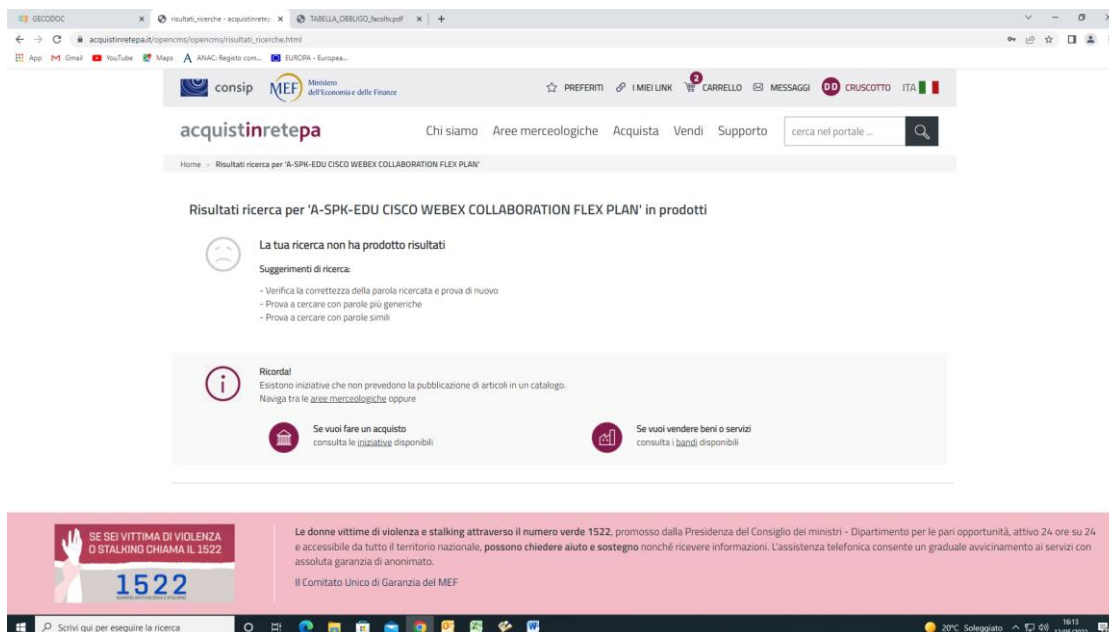 GECODOC
risultati_ricerche - acquistinretep
TABELLA_OBBLIGO_facolta.pdf
acquistinretepa.it/opencms/opencms/risultati_ricerche.html
App
Gmail
YouTube
Maps
ANAC: Registo com...
EUROPA - Europea...
consip
MEF
Ministero
dell'Economia e delle Finanze
PREFERITI
I MIEI LINK
2
CARRELLO
MESSAGGI
DD
CRUSCOTTO
ITA
acquistinretepa
Chi siamo
Aree merceologiche
Acquista
Vendi
Supporto
cerca nel portale ...
Home > Risultati ricerca per 'A-SPK-EDU CISCO WEBEX COLLABORATION FLEX PLAN'
Risultati ricerca per 'A-SPK-EDU CISCO WEBEX COLLABORATION FLEX PLAN' in prodotti
La tua ricerca non ha prodotto risultati
Suggerimenti di ricerca:
- Verifica la correttezza della parola ricercata e prova di nuovo
- Prova a cercare con parole più generiche
- Prova a cercare con parole simili
Ricorda!
Esistono iniziative che non prevedono la pubblicazione di articoli in un catalogo.
Naviga tra le aree merceologiche oppure
Se vuoi fare un acquisto
consulta le iniziative disponibili
Se vuoi vendere beni o servizi
consulta i bandi disponibili
SE SEI VITTIMA DI VIOLENZA
O STALKING CHIAMA IL 1522
1522
Le donne vittime di violenza e stalking attraverso il numero verde 1522, promosso dalla Presidenza del Consiglio dei ministri - Dipartimento per le pari opportunità, attivo 24 ore su 24
e accessibile da tutto il territorio nazionale, possono chiedere aiuto e sostegno nonché ricevere informazioni. L'assistenza telefonica consente un graduale avvicinamento ai servizi con
assoluta garanzia di anonimato.
Il Comitato Unico di Garanzia del MEF
Scrivi qui per eseguire la ricerca
20°C Soleggiato
16:13